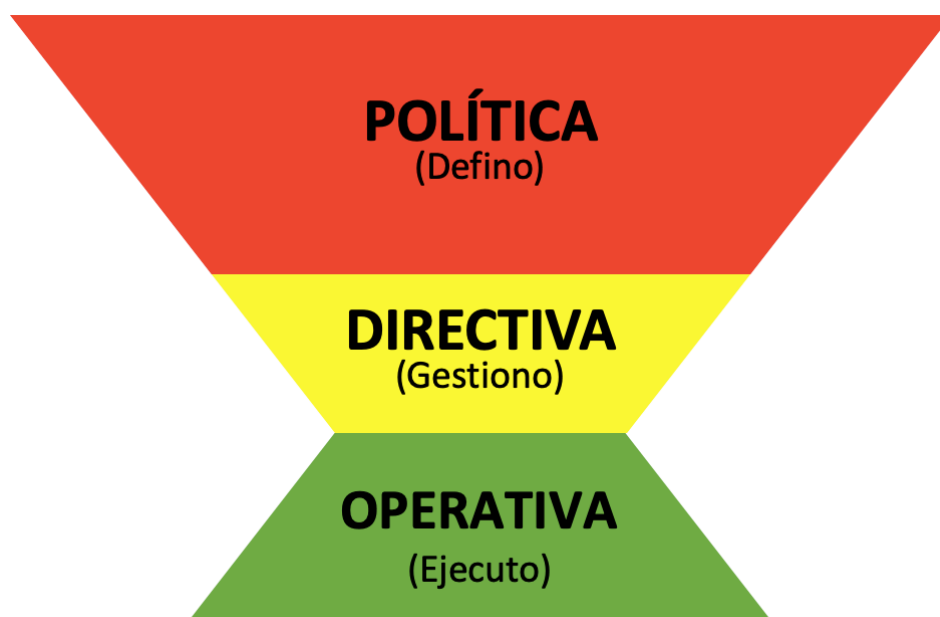 POLÍTICA
(Defino)
DIRECTIVA
(Gestiono)
OPERATIVA
(Ejecuto)